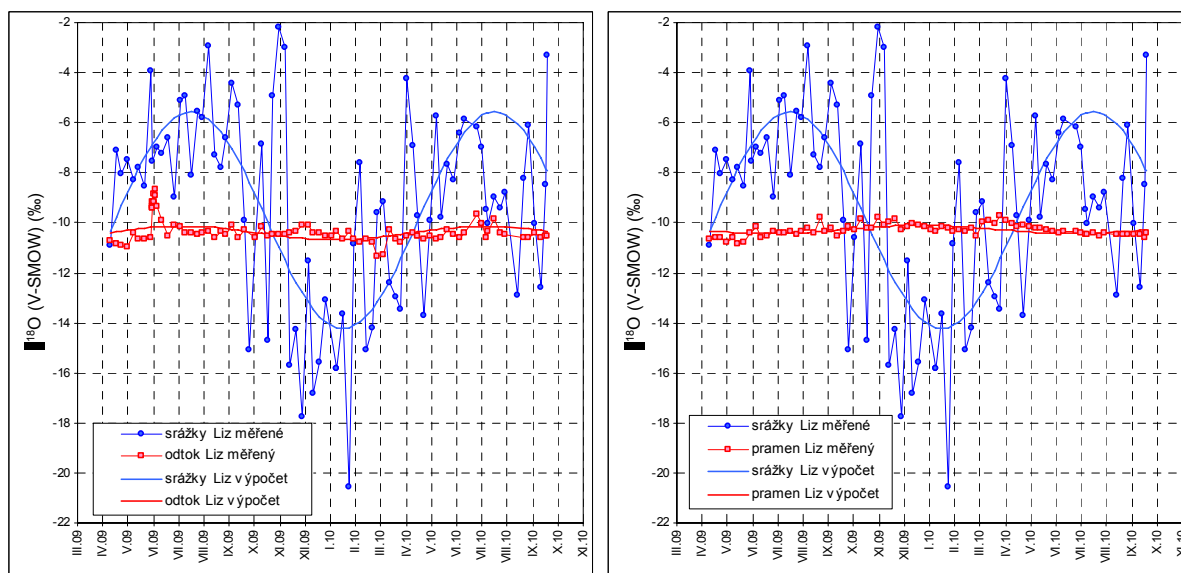 -2
-4
-6
-8
-10
-12
-14
-16
-18
-20
-22
18O (V-SMOW) (‰)
srážky Liz měřené
odtok Liz měřený
srážky Liz výpočet
odtok Liz výpočet
III.09
IV.09
V.09
VI.09
VII.09
VIII.09
IX.09
X.09
XI.09
XII.09
I.10
II.10
III.10
IV.10
V.10
VI.10
VII.10
VIII.10
IX.10
X.10
-2
-4
-6
-8
-10
-12
-14
-16
-18
-20
-22
18O (V-SMOW) (‰)
srážky Liz měřené
pramen Liz měřený
srážky Liz výpočet
pramen Liz výpočet
III.09
IV.09
V.09
VI.09
VII.09
VIII.09
IX.09
X.09
XI.09
XII.09
I.10
II.10
III.10
IV.10
V.10
VI.10
VII.10
VIII.10
IX.10
X.10